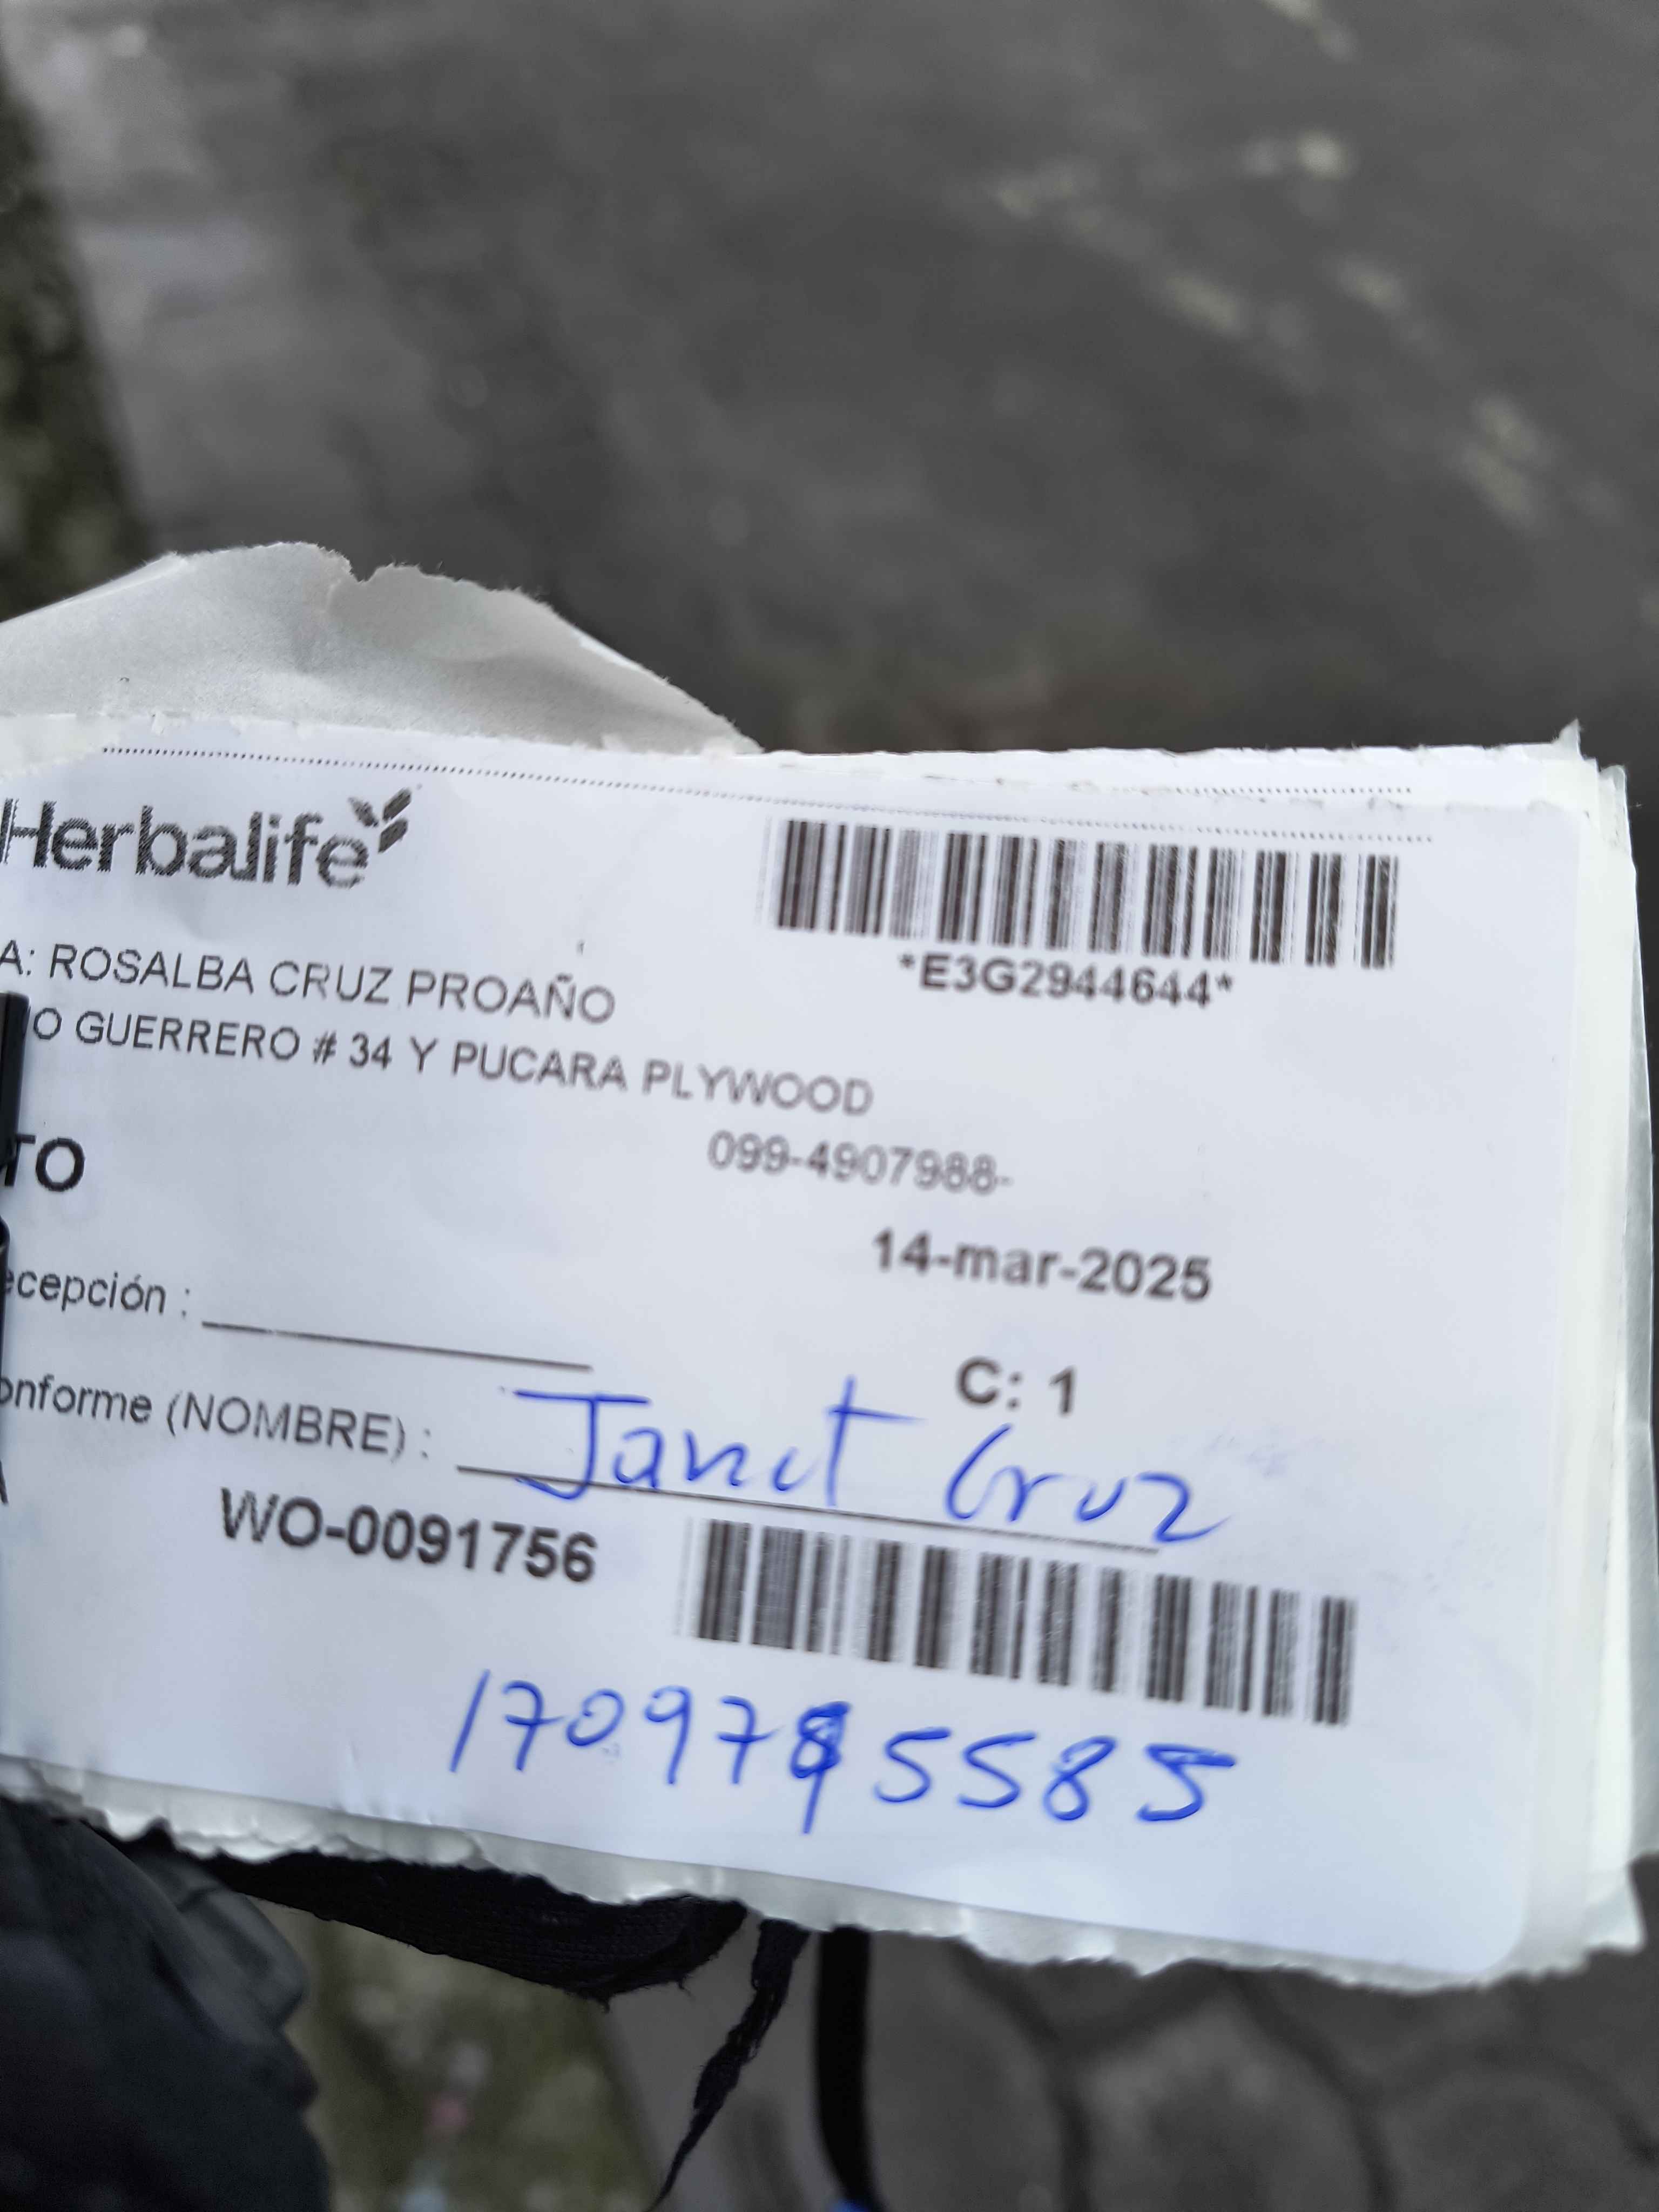 Herbalife
*E3G2944644*
A: ROSALBA CRUZ PROAÑO
O GUERRERO # 34 Y PUCARA PLYWOOD
099-4907988-
TO
14-mar-2025
ecepción :
C: 1
onforme (NOMBRE) : Janet Cruz
WO-0091756